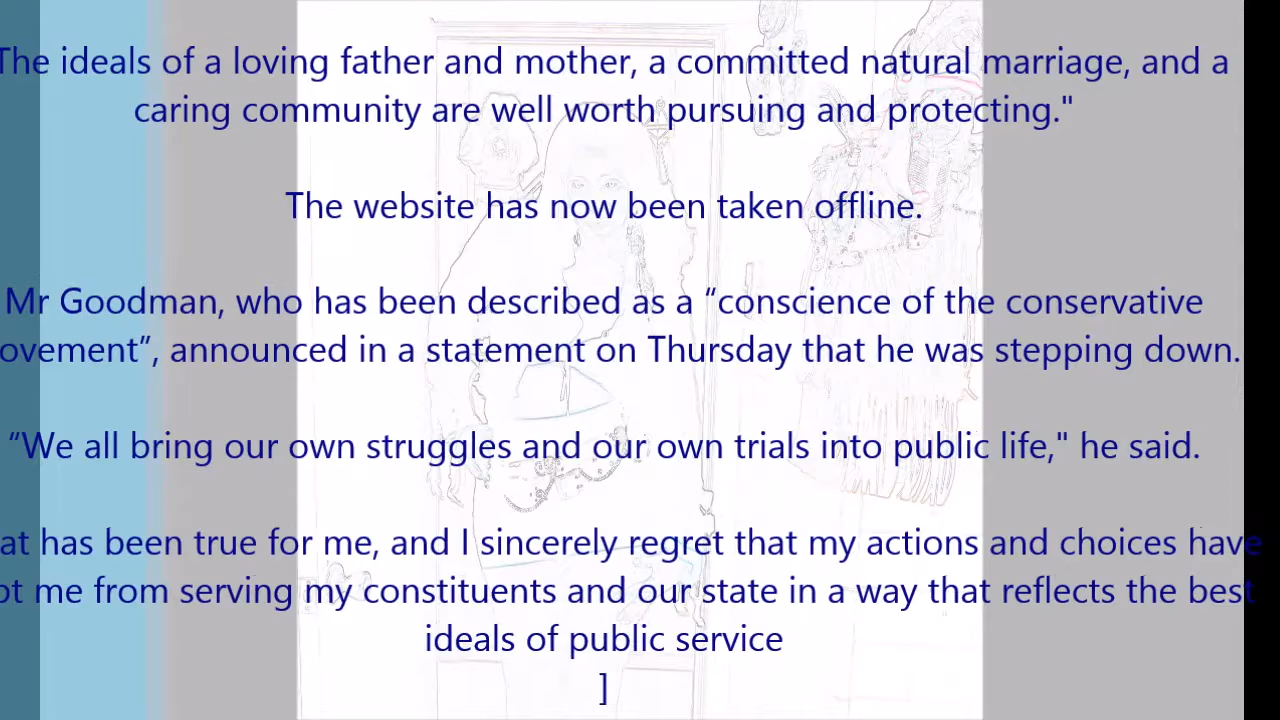 The ideals of a loving father and mother, a committed natural marriage, and a
caring community are well worth pursuing and protecting."
The website has now been taken offline.
Mr Goodman, who has been described as a “conscience of the conservative
ovement”, announced in a statement on Thursday that he was stepping down.
“We all bring our own struggles and our own trials into public life," he said.
at has been true for me, and I sincerely regret that my actions and choices have
pt me from serving my constituents and our state in a way that reflects the best
ideals of public service
]